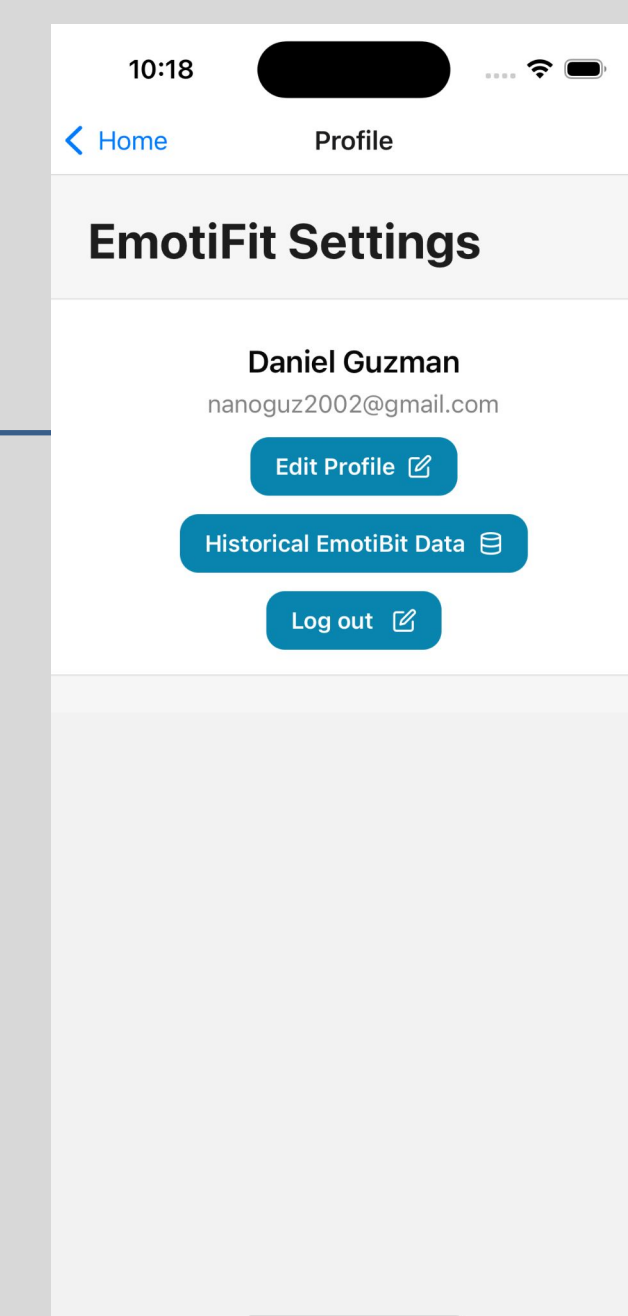 10:18
Home
Profile
EmotiFit Settings
Daniel Guzman
nanoguz2002@gmail.com
Edit Profile
Historical EmotiBit Data
Log out